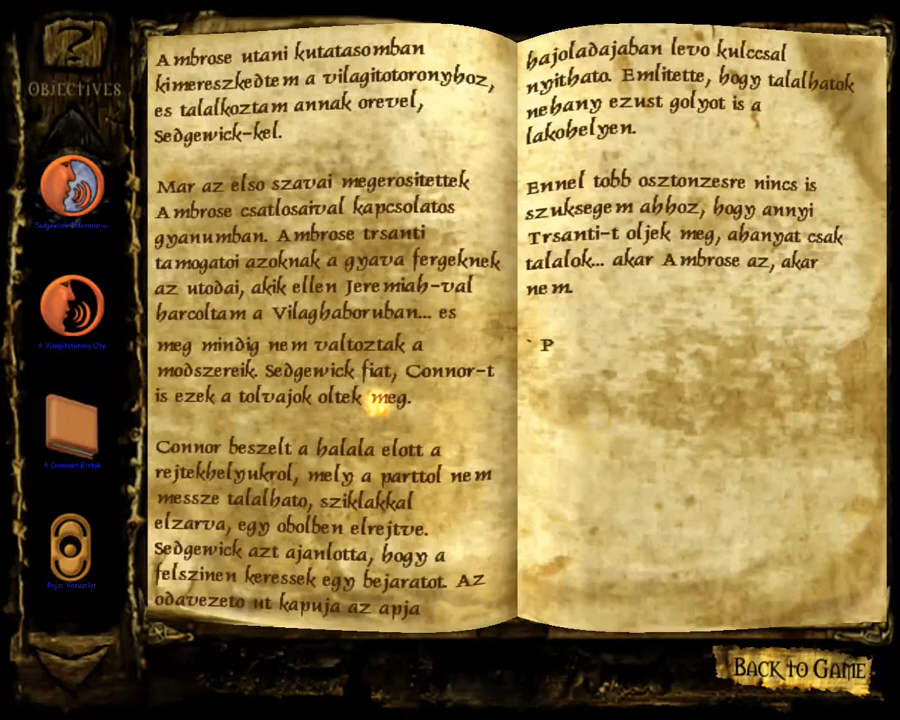 OBJECTIVES
Ambrose utani kutatasomban
kimereszkedtem a vilagitotoronyhoz,
es talalkoztam annak orevel,
Sedgewick-kel.
Mar az elso szavai megerositettek
Ambrose csatlosaival kapcsolatos
gyanumban. Ambrose trsanti
tamogatoi azoknak a gyava fergeknek
az utodai, akik ellen Jeremiah-val
harcoltam a Vilaghaboruban... es
meg mindig nem valtoztak a
modszereik. Sedgewick fiat, Connor-t
is ezek a tolvajok oltek meg.
Connor beszelt a halala elott a
rejtekhelyukrol, mely a parttol nem
messze talalhato, sziklakkal
elzarva, egy obolben elrejtve.
Sedgewick azt ajanlotta, hogy a
felszinen keressek egy bejaratot. Az
odavezeto ut kapuja az apja
hajoladajaban levo kulccsal
nyithato. Emlitette, hogy talalhatok
nehany ezust golyot is a
lakohelyen.
Ennel tobb osztonzesre nincs is
szuksegem ahhoz, hogy annyi
Trsanti-t oljek meg, ahanyat csak
talalok... akar Ambrose az, akar
nem.
P
BACK TO GAME